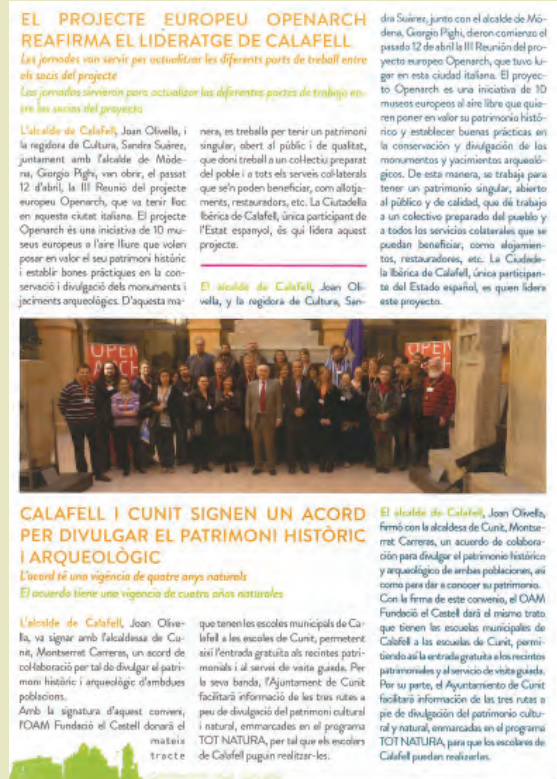 EL PROJECTE EUROPEU OPENARCH
REAFIRMA EL LIDERATGE DE CALAFELL
Les jornades van servir per actualitzar les diferents parts de treball entre
els socis del projecte
Las jornadas sirvieron para actualizar las diferentes partes de trabajo en-
tre los socios del proyecto
L'alcalde de Calafell, Joan Olivella, i
la regidora de Cultura, Sandra Suárez,
juntament amb l'alcalde de Mòde-
na, Giorgio Pighi, van obrir, el passat
12 d'abril, la III Reunió del projecte
europeu Openarch, que va tenir lloc
en aquesta ciutat italiana. El projecte
Openarch és una iniciativa de 10 mu-
seus europeus a l'aire lliure que volen
posar en valor el seu patrimoni històric
i establir bones pràctiques en la con-
servació i divulgació dels monuments i
jaciments arqueològics. D'aquesta ma-
nera, es treballa per tenir un patrimoni
singular, obert al públic i de qualitat,
que doni treball a un col·lectiu preparat
del poble i a tots els serveis col·laterals
que se'n poden beneficiar, com allotja-
ments, restauradors, etc. La Ciutadella
Ibèrica de Calafell, única participant de
l'Estat espanyol, és qui lidera aquest
projecte.
El alcalde de Calafell, Joan Oli-
vella, y la regidora de Cultura, San-
dra Suárez, junto con el alcalde de Mó-
dena, Giorgio Pighi, dieron comienzo el
pasado 12 de abril la III Reunión del pro-
yecto europeo Openarch, que tuvo lu-
gar en esta ciudad italiana. El proyec-
to Openarch es una iniciativa de 10
museos europeos al aire libre que quie-
ren poner en valor su patrimonio histó-
rico y establecer buenas prácticas en
la conservación y divulgación de los
monumentos y yacimientos arqueoló-
gicos. De esta manera, se trabaja para
tener un patrimonio singular, abierto
al público y de calidad, que dé trabajo
a un colectivo preparado del pueblo y
a todos los servicios colaterales que se
puedan beneficiar, como alojamien-
tos, restauradores, etc. La Ciudade-
la Ibérica de Calafell, única participan-
te del Estado español, es quien lidera
este proyecto.
OPEN
ARCH
OPEN
ARCH
CALAFELL I CUNIT SIGNEN UN ACORD
PER DIVULGAR EL PATRIMONI HISTÒRIC
I ARQUEOLÒGIC
L'acord té una vigència de quatre anys naturals
El acuerdo tiene una vigencia de cuatro años naturales
L'alcalde de Calafell, Joan Olive-
lla, va signar amb l'alcaldessa de Cu-
nit, Montserrat Carreras, un acord de
col·laboració per tal de divulgar el patri-
moni històric i arqueològic d'ambdues
poblacions.
Amb la signatura d'aquest conveni,
l'OAM Fundació el Castell donarà el
mateix
tracte
que tenen les escoles municipals de Ca-
lafell a les escoles de Cunit, permetent
així l'entrada gratuïta als recintes patri-
monials i al servei de visita guiada. Per
la seva banda, l'Ajuntament de Cunit
facilitarà informació de les tres rutes a
peu de divulgació del patrimoni cultural
i natural, emmarcades en el programa
TOT NATURA, per tal que els escolars
de Calafell puguin realitzar-les.
El alcalde de Calafell, Joan Olivella,
firmó con la alcaldesa de Cunit, Montse-
rrat Carreras, un acuerdo de colabora-
ción para divulgar el patrimonio histórico
y arqueológico de ambas poblaciones, así
como para dar a conocer su patrimonio.
Con la firma de este convenio, el OAM
Fundació el Castell dará el mismo trato
que tienen las escuelas municipales de
Calafell a las escuelas de Cunit, permi-
tiendo así la entrada gratuita a los recintos
patrimoniales y al servicio de visita guiada.
Por su parte, el Ayuntamiento de Cunit
facilitará información de las tres rutas a
pie de divulgación del patrimonio cultu-
ral y natural, enmarcadas en el programa
TOT NATURA, para que los escolares de
Calafell puedan realizarlas.